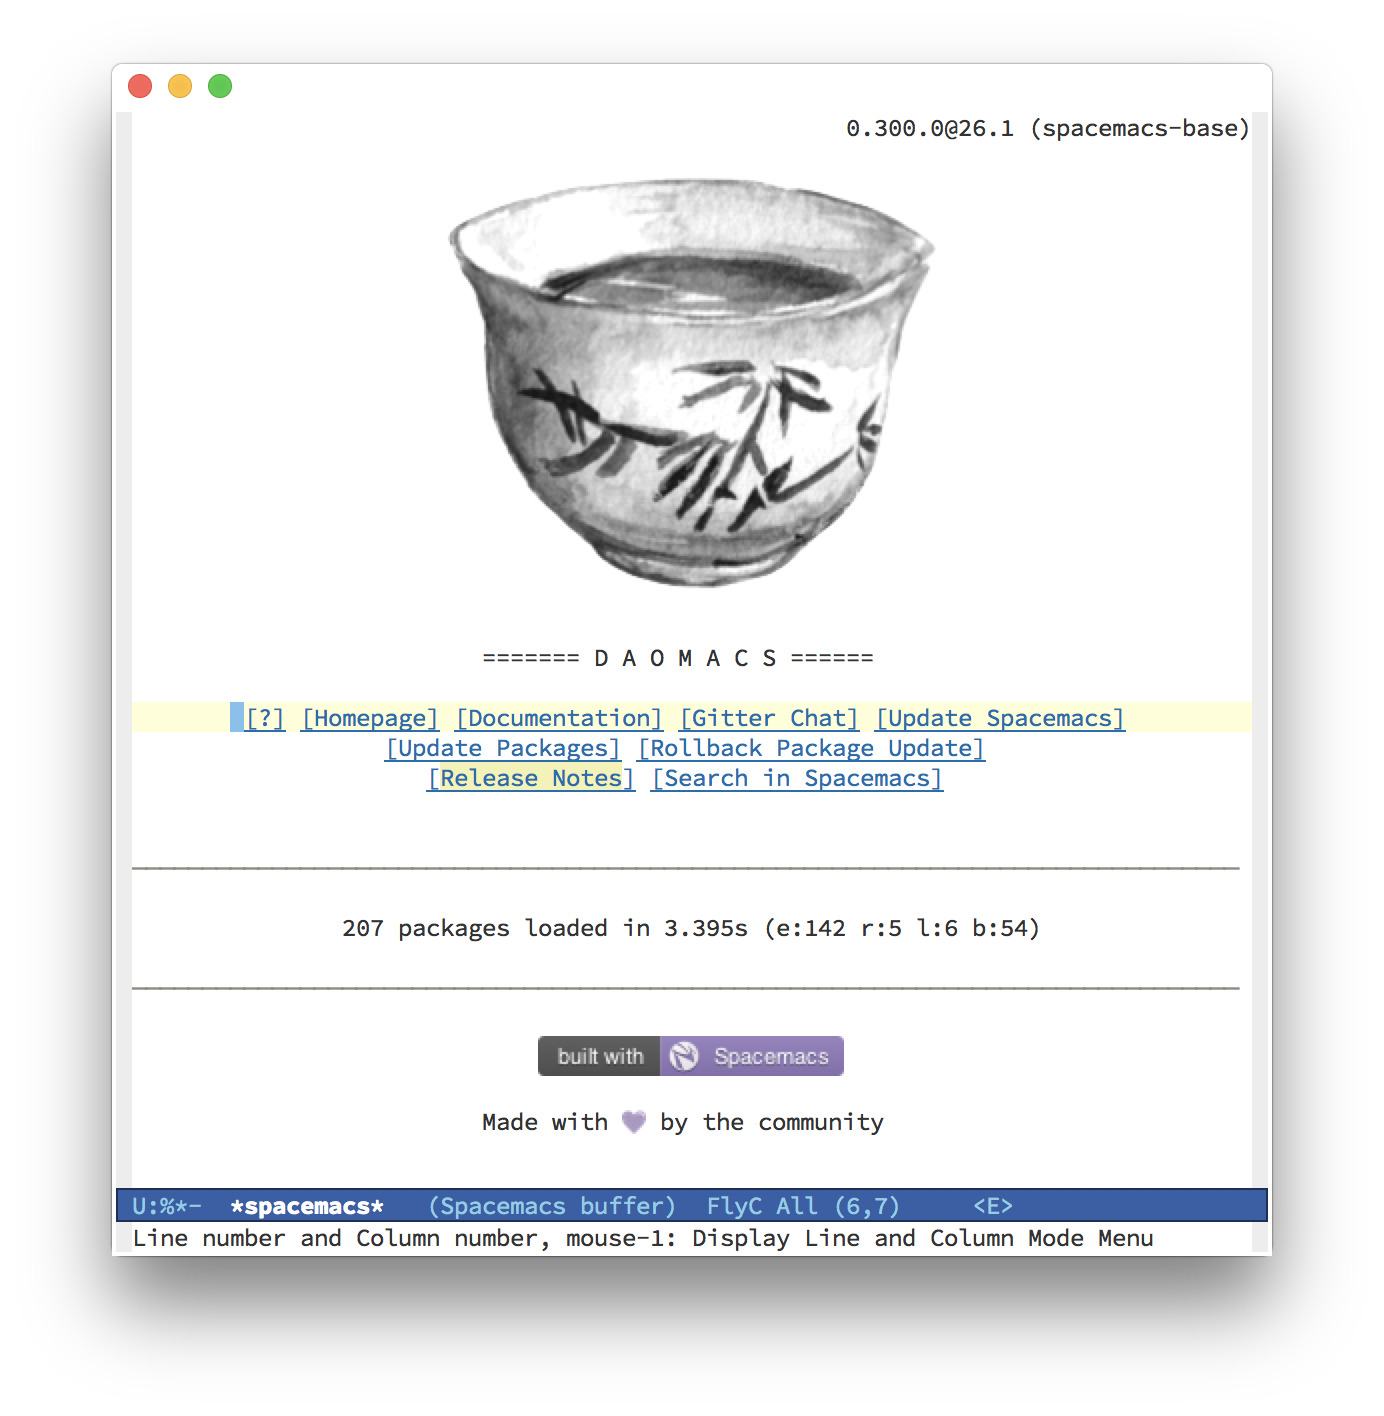 0.300.0@26.1 (spacemacs-base)
======= D A O M A C S ======
[?] [Homepage] [Documentation] [Gitter Chat] [Update Spacemacs]
[Update Packages] [Rollback Package Update]
[Release Notes] [Search in Spacemacs]
207 packages loaded in 3.395s (e:142 r:5 l:6 b:54)
built with Spacemacs
Made with 💜 by the community
U:%*-  *spacemacs*   (Spacemacs buffer)  FlyC All (6,7)     <E>
Line number and Column number, mouse-1: Display Line and Column Mode Menu